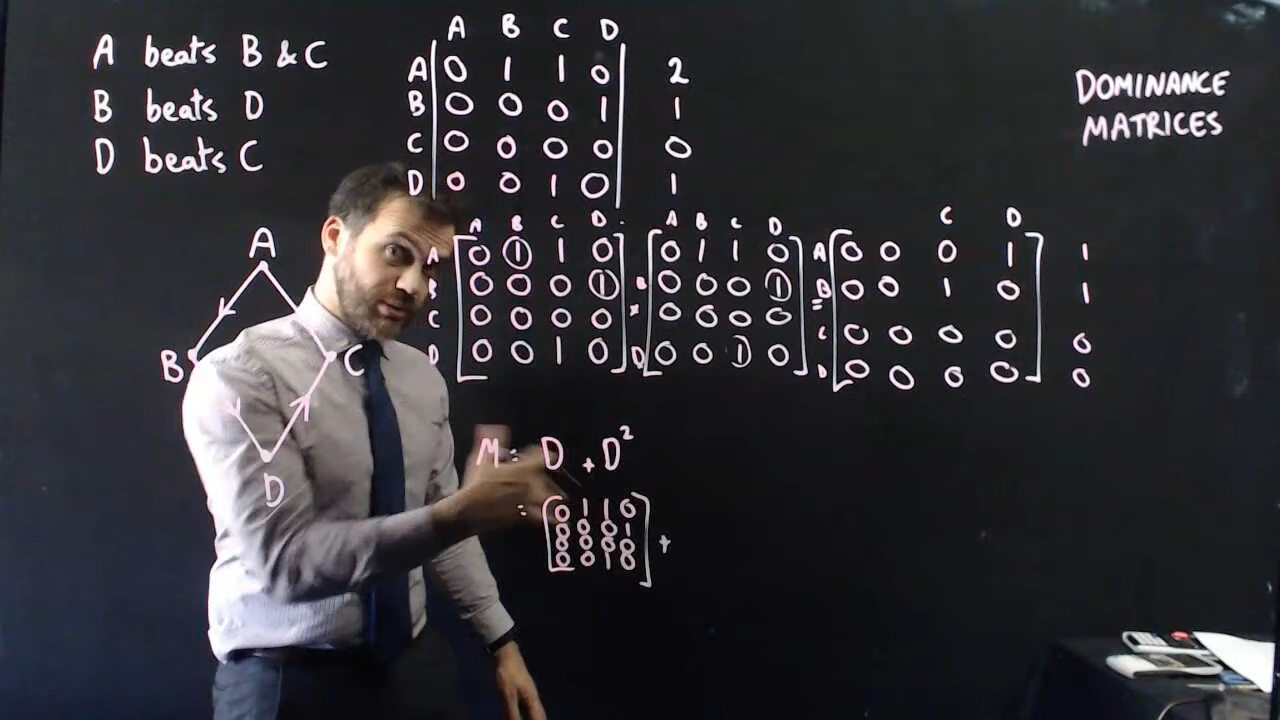 A beats B & C
B beats D
D beats C
A B C D
A 0 1 1 0 2
B 0 0 0 1 1
C 0 0 0 0 0
D 0 0 1 0 1
DOMINANCE
MATRICES
A
B
C
D
A B C D
A 0 1 1 0
B 0 0 0 1
C 0 0 0 0
D 0 0 1 0
×
A B C D
0 1 1 0
B 0 0 0 1
0 0 0 0
D 0 0 1 0
=
C D
A 0 0 0 1 1
B 0 0 1 0 1
C 0 0 0 0 0
D 0 0 0 0 0
M = D + D²
= 0 1 1 0
0 0 0 1
0 0 0 0
0 0 1 0 +